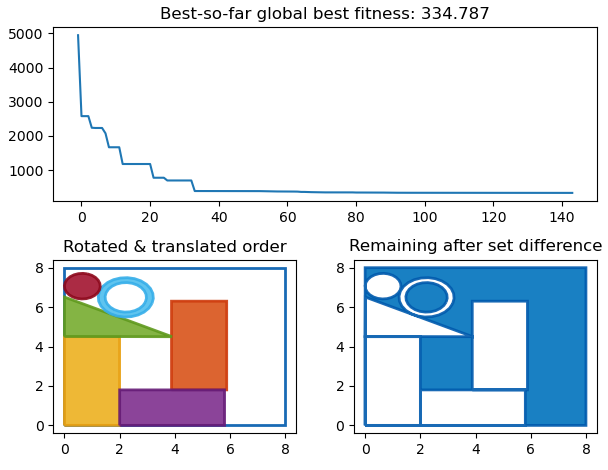 Best-so-far global best fitness: 334.787
5000
4000
3000
2000
1000
0 20 40 60 80 100 120 140
Rotated & translated order
8
6
4
2
0
0 2 4 6 8
Remaining after set difference
8
6
4
2
0
0 2 4 6 8